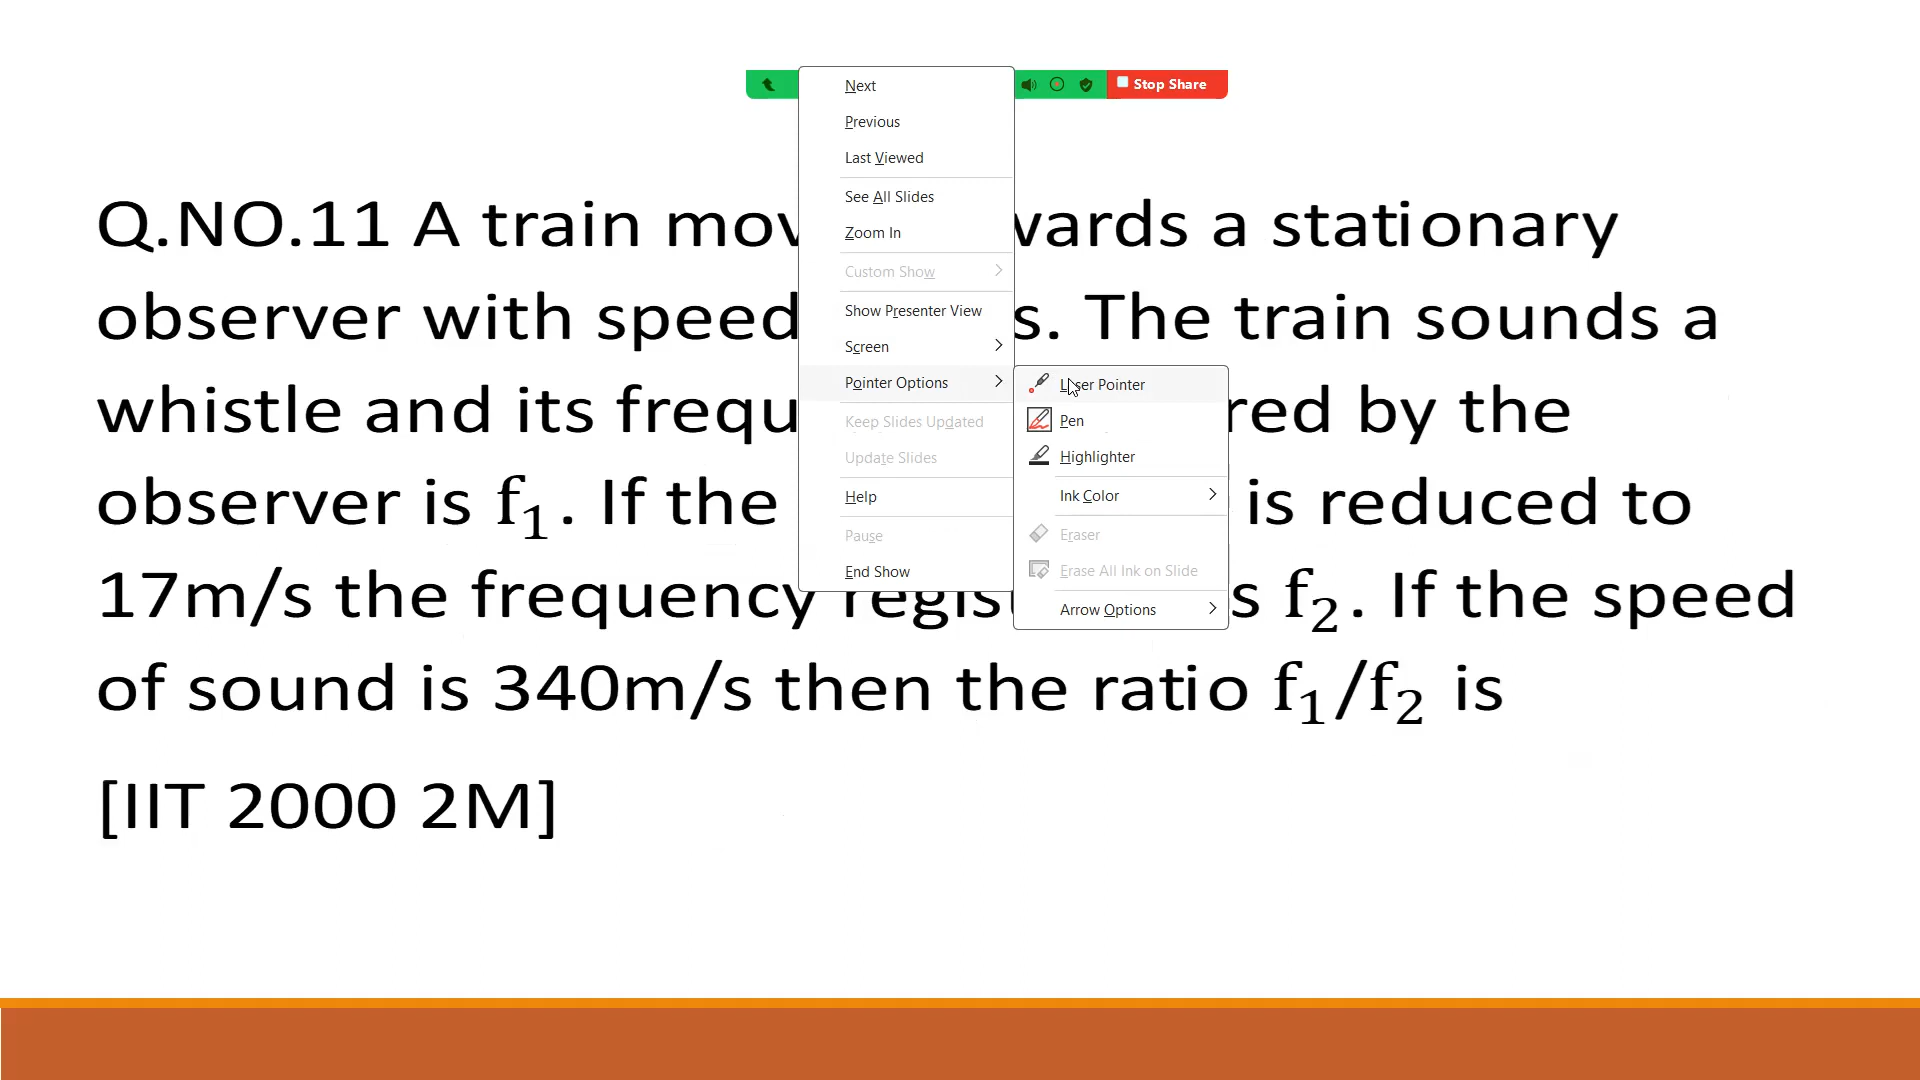 Next
Previous
Last Viewed
See All Slides
Zoom In
Custom Show
Show Presenter View
Screen
Pointer Options
Keep Slides Updated
Update Slides
Help
Pause
End Show
Stop Share
Laser Pointer
Pen
Highlighter
Ink Color
Eraser
Erase All Ink on Slide
Arrow Options
Q.NO.11 A train mov wards a stationary
observer with speed s. The train sounds a
whistle and its frequ red by the
observer is f₁. If the is reduced to
17m/s the frequency regis s f₂. If the speed
of sound is 340m/s then the ratio f₁/f₂ is
[IIT 2000 2M]